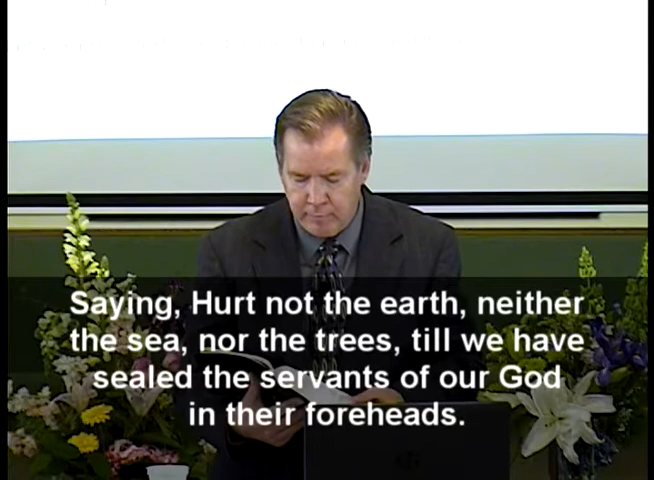 Saying, Hurt not the earth, neither
the sea, nor the trees, till we have
sealed the servants of our God
in their foreheads.